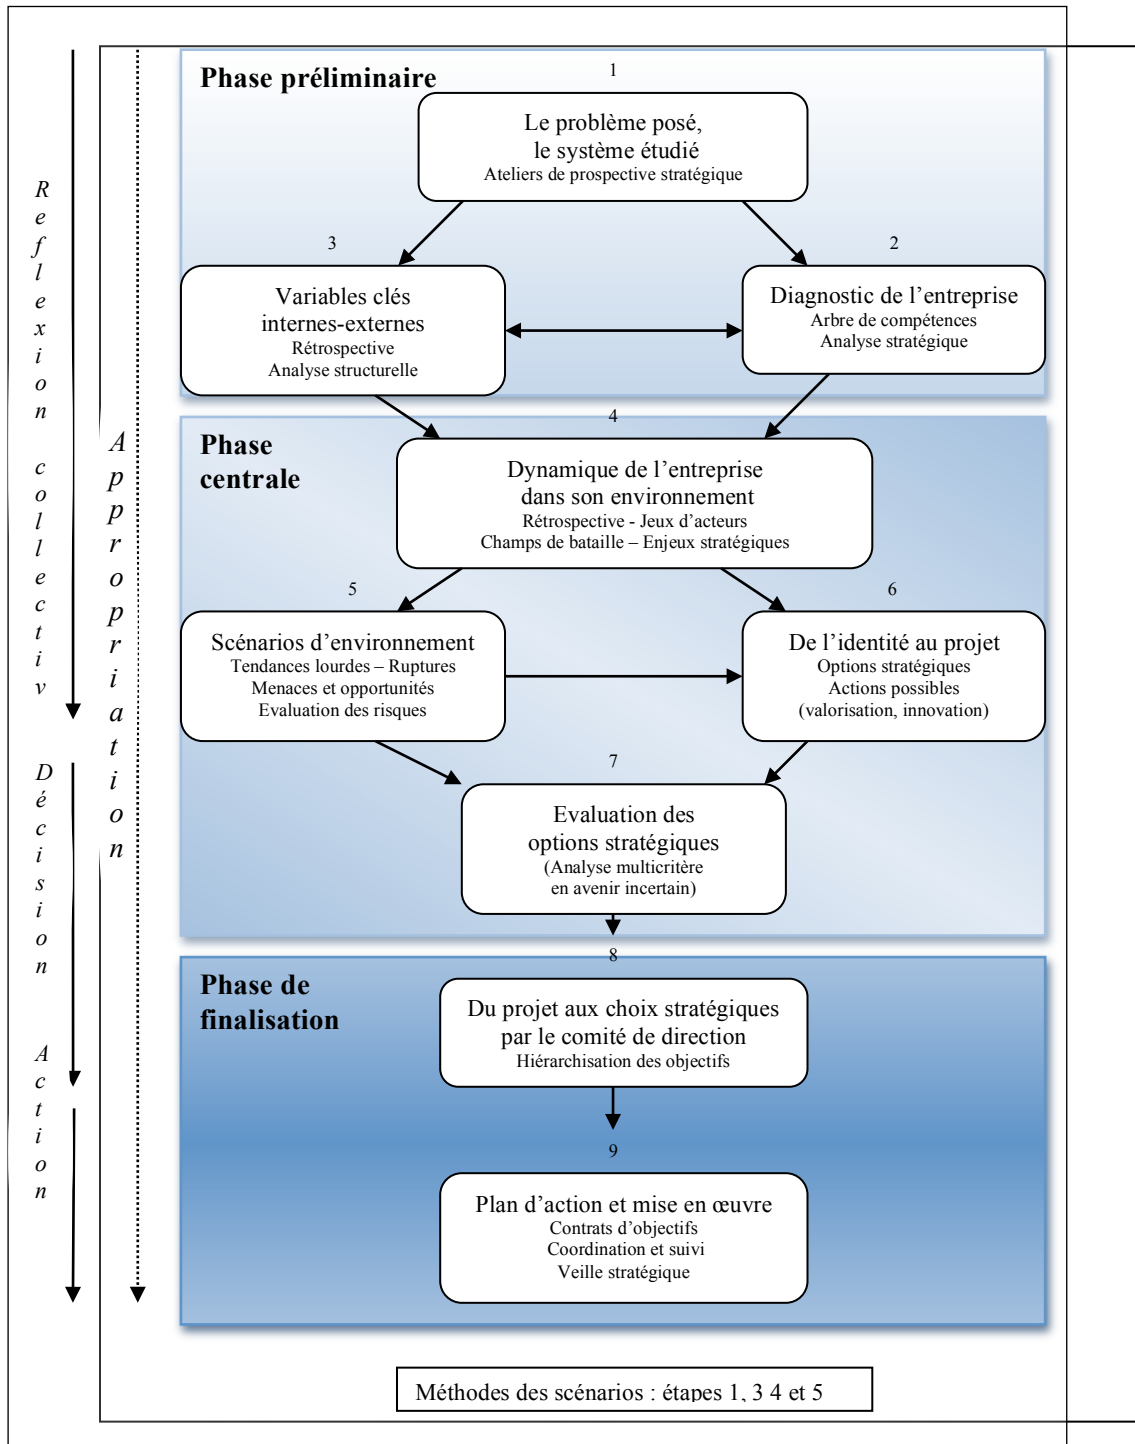 Phase préliminaire
1
Le problème posé,
le système étudié
Ateliers de prospective stratégique
3
2
Variables clés
internes-externes
Rétrospective
Analyse structurelle
Diagnostic de l’entreprise
Arbre de compétences
Analyse stratégique
Reflexion collectiv
Appropriation
4
Phase
centrale
Dynamique de l’entreprise
dans son environnement
Rétrospective - Jeux d’acteurs
Champs de bataille – Enjeux stratégiques
5
6
Scénarios d’environnement
Tendances lourdes – Ruptures
Menaces et opportunités
Evaluation des risques
De l’identité au projet
Options stratégiques
Actions possibles
(valorisation, innovation)
7
Décision
Evaluation des
options stratégiques
(Analyse multicritère
en avenir incertain)
8
Phase de
finalisation
Du projet aux choix stratégiques
par le comité de direction
Hiérarchisation des objectifs
Action
9
Plan d’action et mise en œuvre
Contrats d’objectifs
Coordination et suivi
Veille stratégique
Méthodes des scénarios : étapes 1, 3 4 et 5